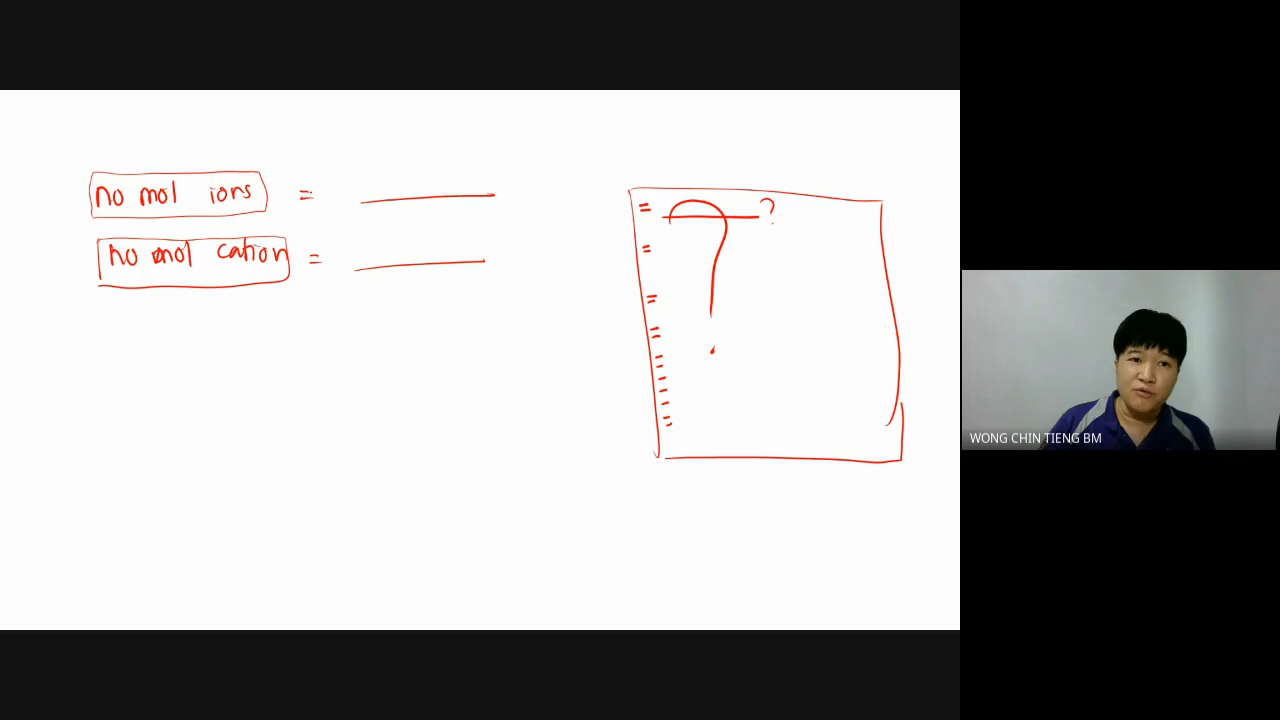 no mol ions =
no mol cation =
= ?
=
=
=
=
=
?
WONG CHIN TIENG BM